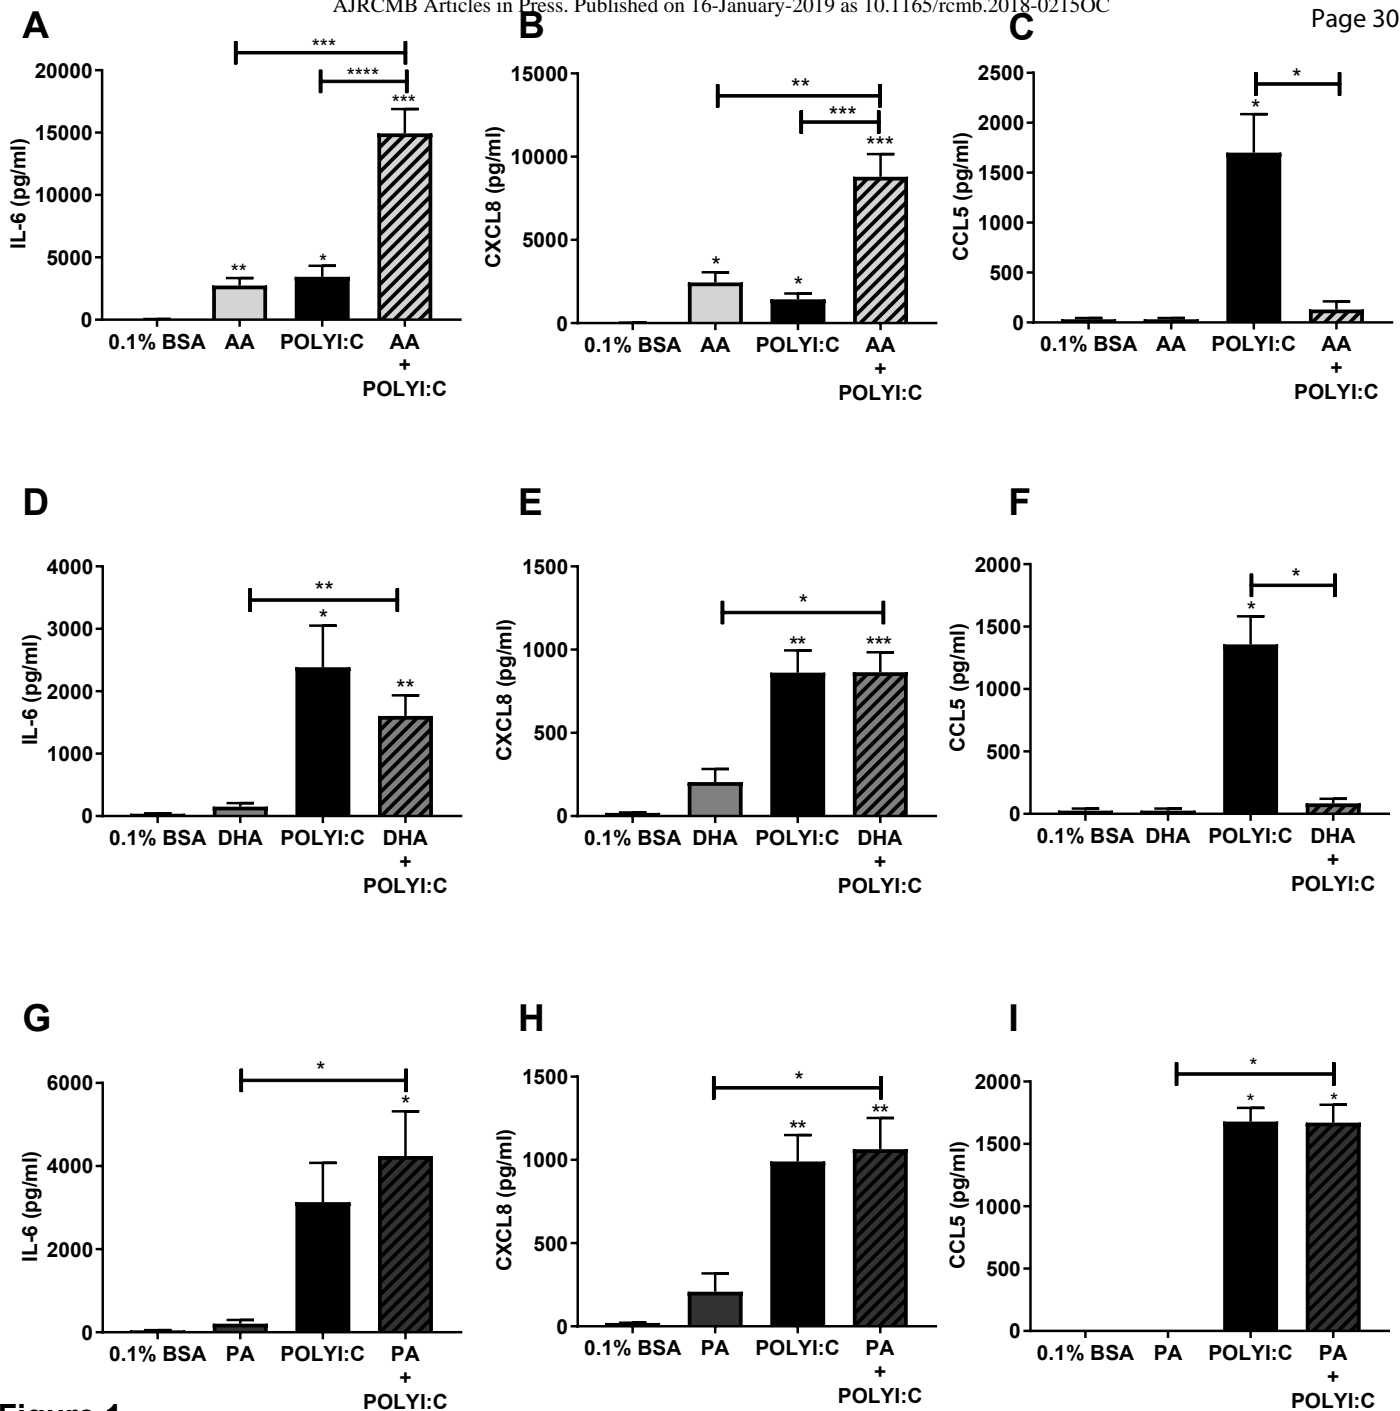 AJRCMB Articles in Press. Published on 16-January-2019 as 10.1165/rcmb.2018-0215OC
Page 30
A
***
****
***
**
*
IL-6 (pg/ml)
20000
15000
10000
5000
0
0.1% BSA AA POLYI:C AA
+
POLYI:C
B
**
***
***
*
*
CXCL8 (pg/ml)
15000
10000
5000
0
0.1% BSA AA POLYI:C AA
+
POLYI:C
C
*
*
CCL5 (pg/ml)
2500
2000
1500
1000
500
0
0.1% BSA AA POLYI:C AA
+
POLYI:C
D
**
*
**
IL-6 (pg/ml)
4000
3000
2000
1000
0
0.1% BSA DHA POLYI:C DHA
+
POLYI:C
E
*
**
***
CXCL8 (pg/ml)
1500
1000
500
0
0.1% BSA DHA POLYI:C DHA
+
POLYI:C
F
*
*
CCL5 (pg/ml)
2000
1500
1000
500
0
0.1% BSA DHA POLYI:C DHA
+
POLYI:C
G
*
*
IL-6 (pg/ml)
6000
4000
2000
0
0.1% BSA PA POLYI:C PA
+
POLYI:C
H
*
**
**
CXCL8 (pg/ml)
1500
1000
500
0
0.1% BSA PA POLYI:C PA
+
POLYI:C
I
*
*
*
CCL5 (pg/ml)
2000
1500
1000
500
0
0.1% BSA PA POLYI:C PA
+
POLYI:C
Figure 1